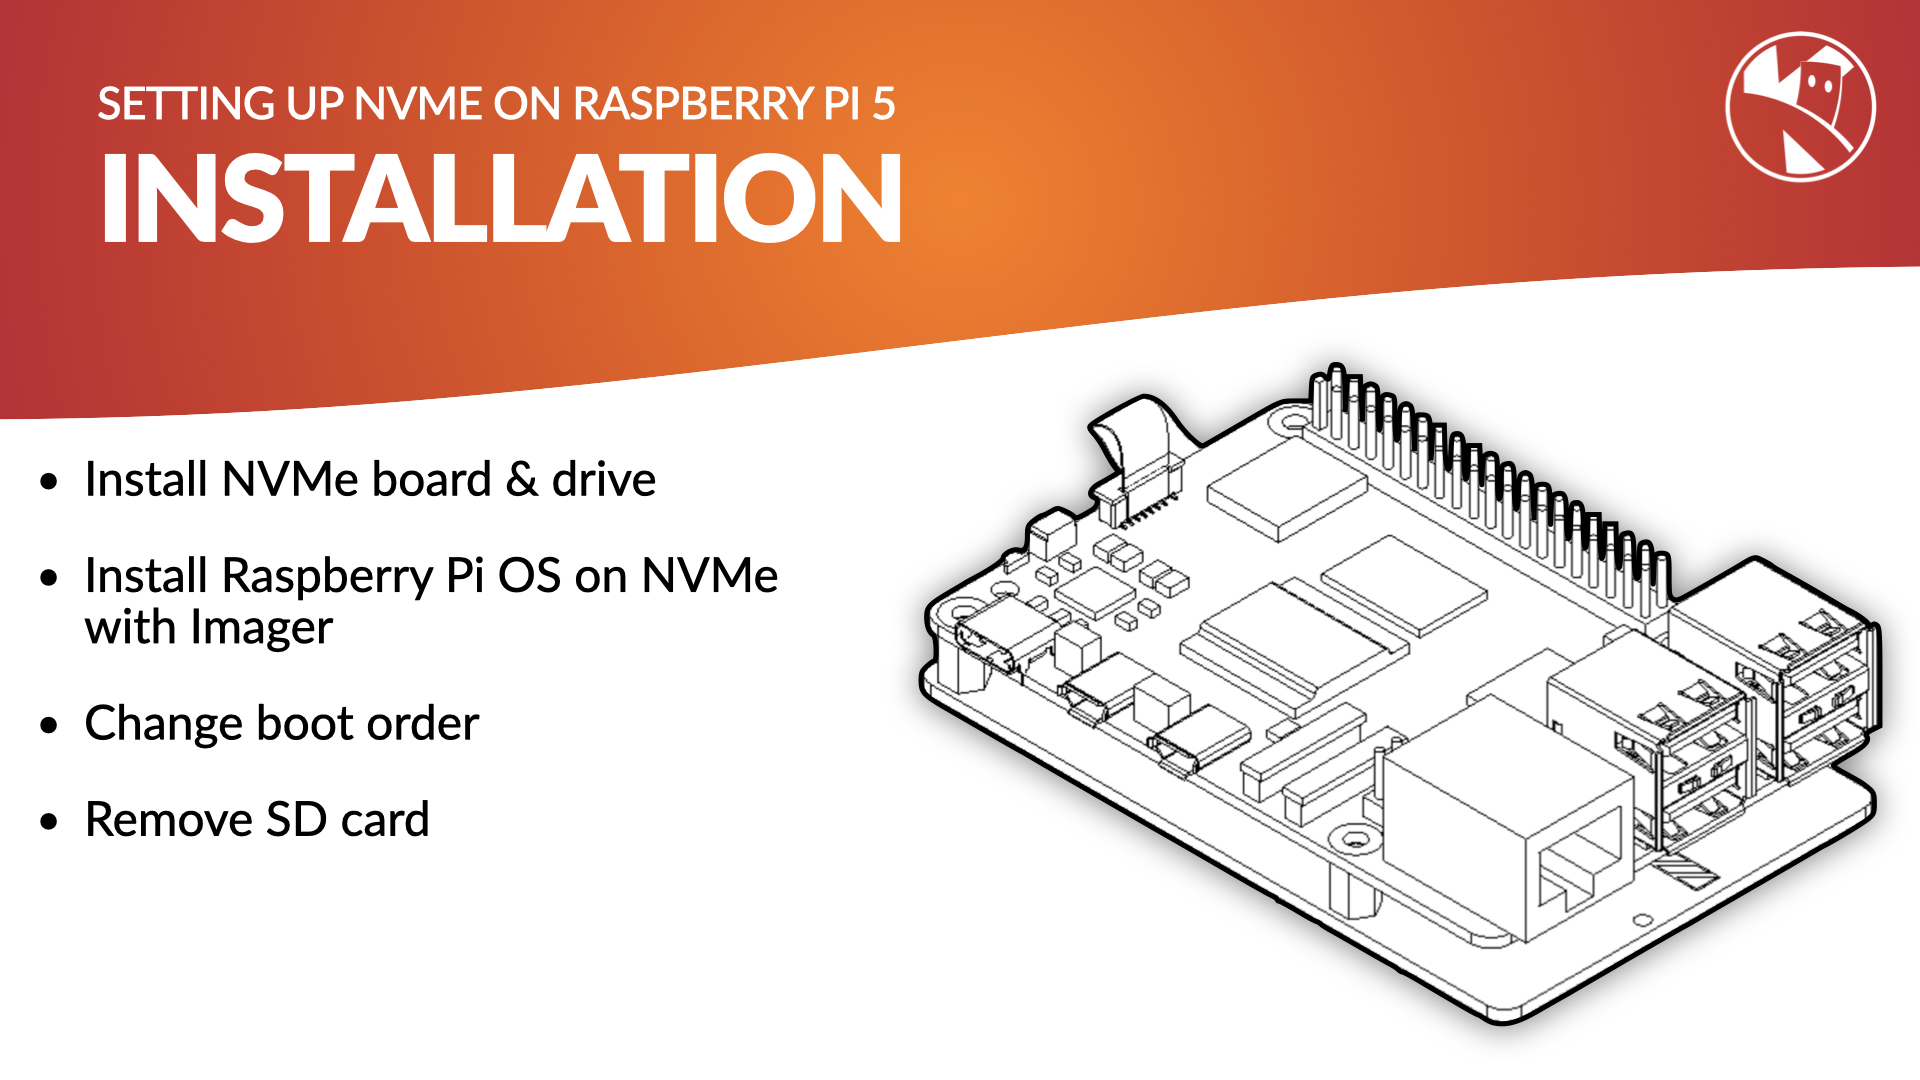 SETTING UP NVME ON RASPBERRY PI 5
INSTALLATION
• Install NVMe board & drive
• Install Raspberry Pi OS on NVMe
with Imager
• Change boot order
• Remove SD card